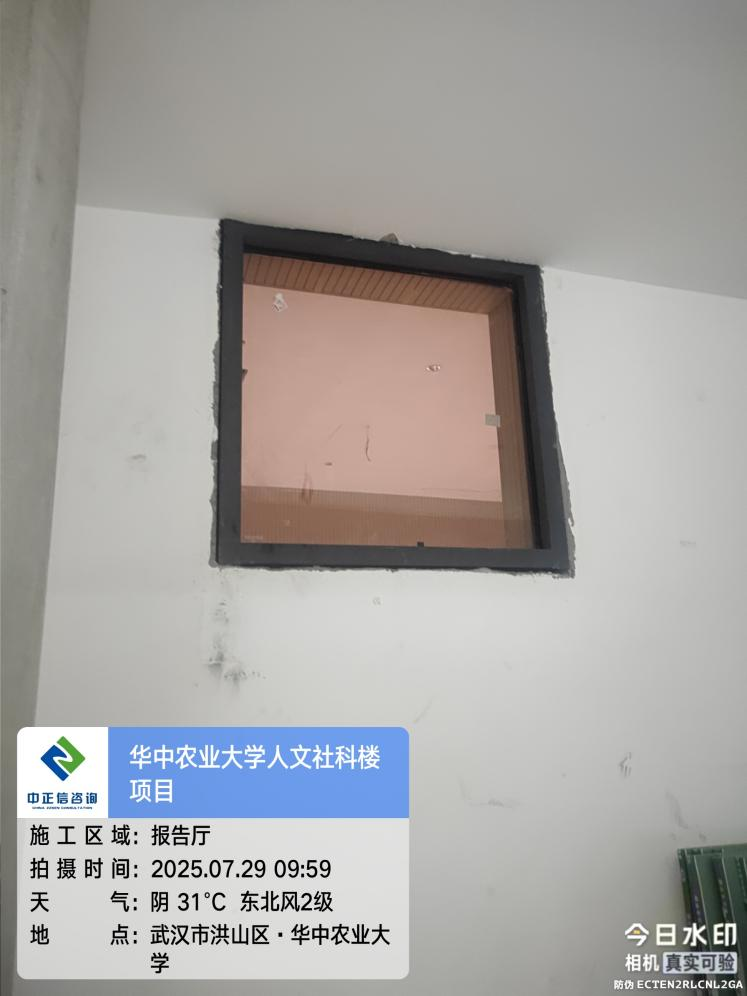 华中农业大学人文社科楼
项目
中正信咨询
CHINA ZENXN CONSULTATION
施工区域：报告厅
拍摄时间：2025.07.29 09:59
天气：阴 31℃ 东北风2级
地点：武汉市洪山区·华中农业大
学
今日水印
相机 真实可验
防伪 ECTEN2RLCNL2GA